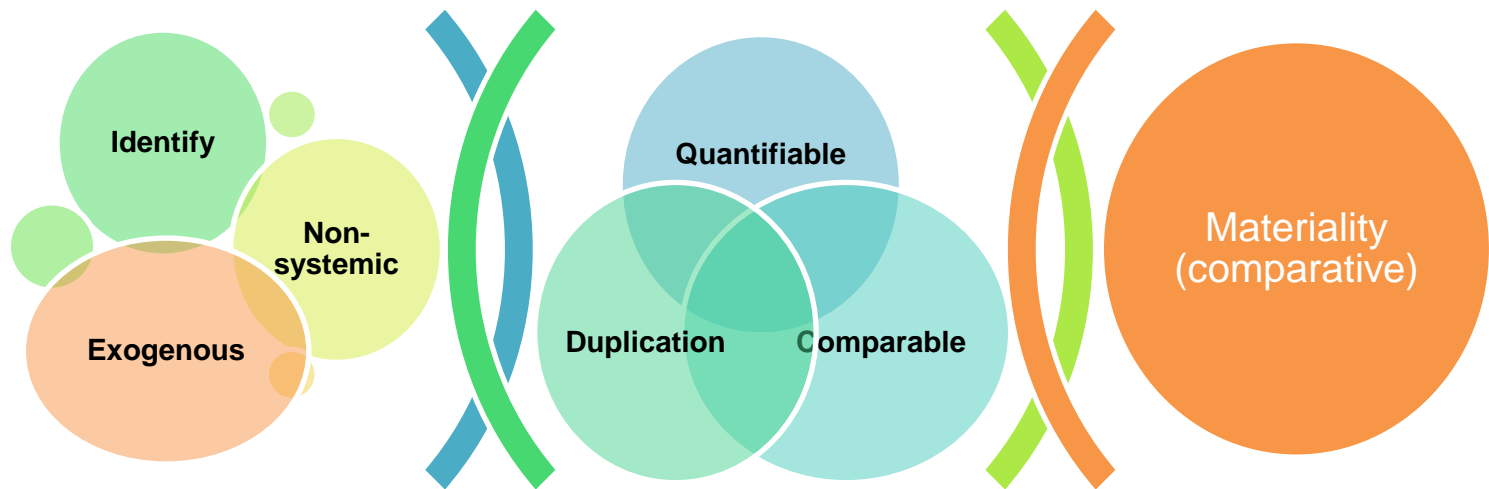 Identify
Non-
systemic
Exogenous
Quantifiable
Duplication
Comparable
Materiality
(comparative)